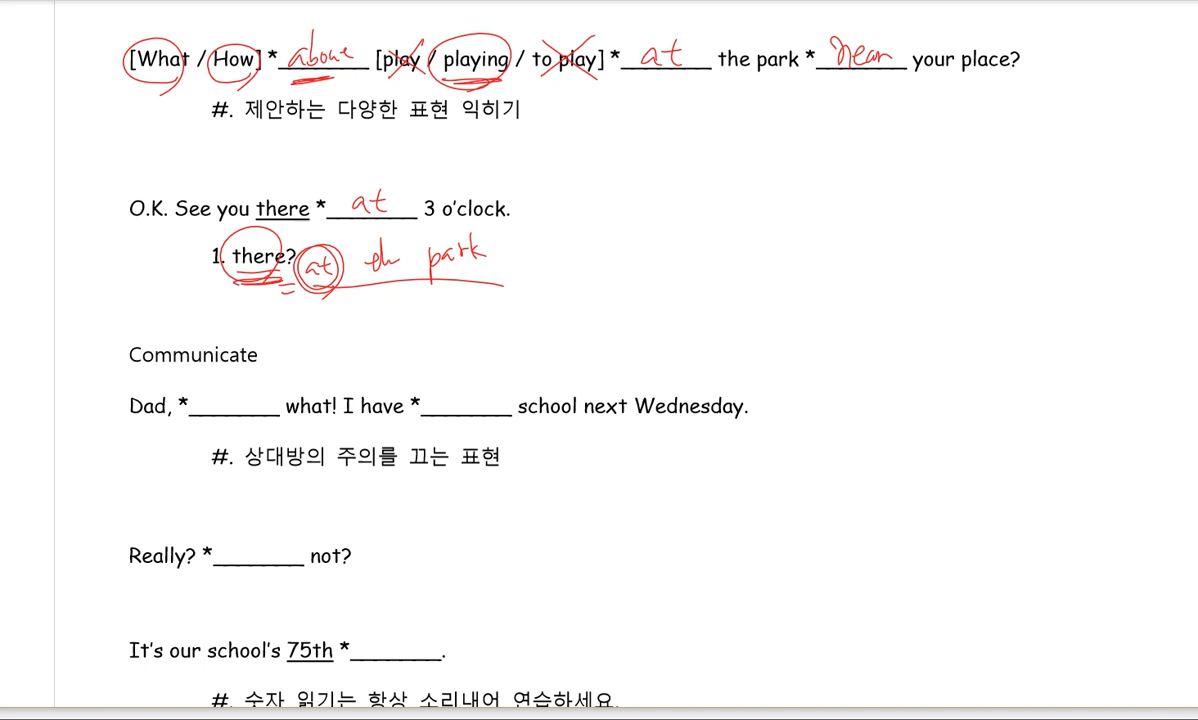 [What / How] * about [play / playing / to play] * at the park * near your place?
#. 제안하는 다양한 표현 익히기
O.K. See you there * at 3 o'clock.
1. there? at the park
Communicate
Dad, *________ what! I have *________ school next Wednesday.
#. 상대방의 주의를 끄는 표현
Really? *________ not?
It's our school's 75th *________.
#. 숫자 읽기는 항상 소리내어 연습하세요.